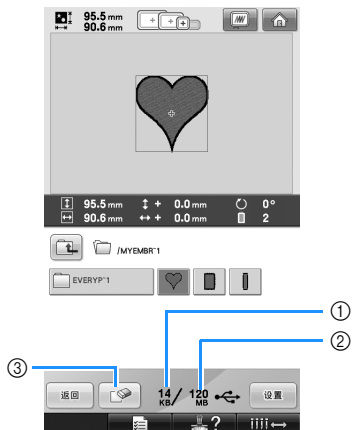 95.5 mm
90.6 mm
95.5 mm + 0.0 mm 0°
90.6 mm + 0.0 mm 2
/MYEMBR~1
EVERYP~1
①
②
③
返回 14 KB / 120 MB 设置
?